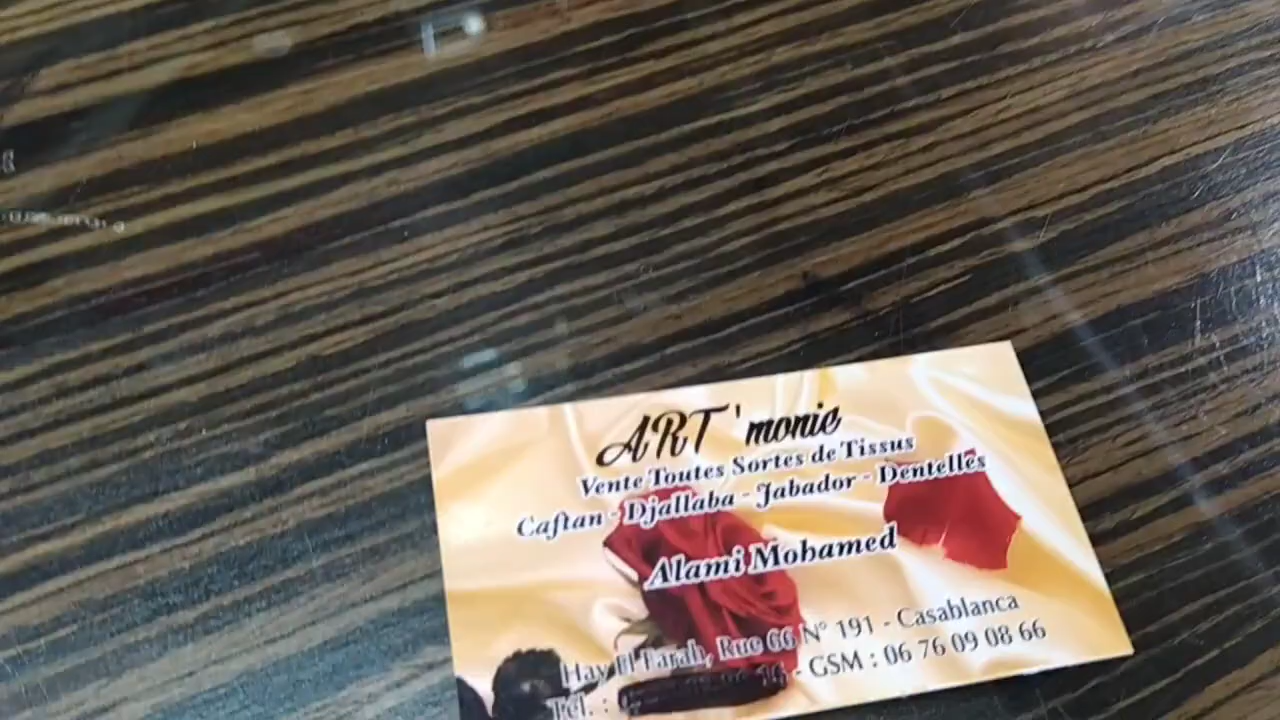 ART'monie
Vente Toutes Sortes de Tissus
Caftan - Djallaba - Jabador - Dentelles
Alami Mohamed
Hay El Farah, Rue 66 N° 191 - Casablanca
Tél. : - GSM : 06 76 09 08 66